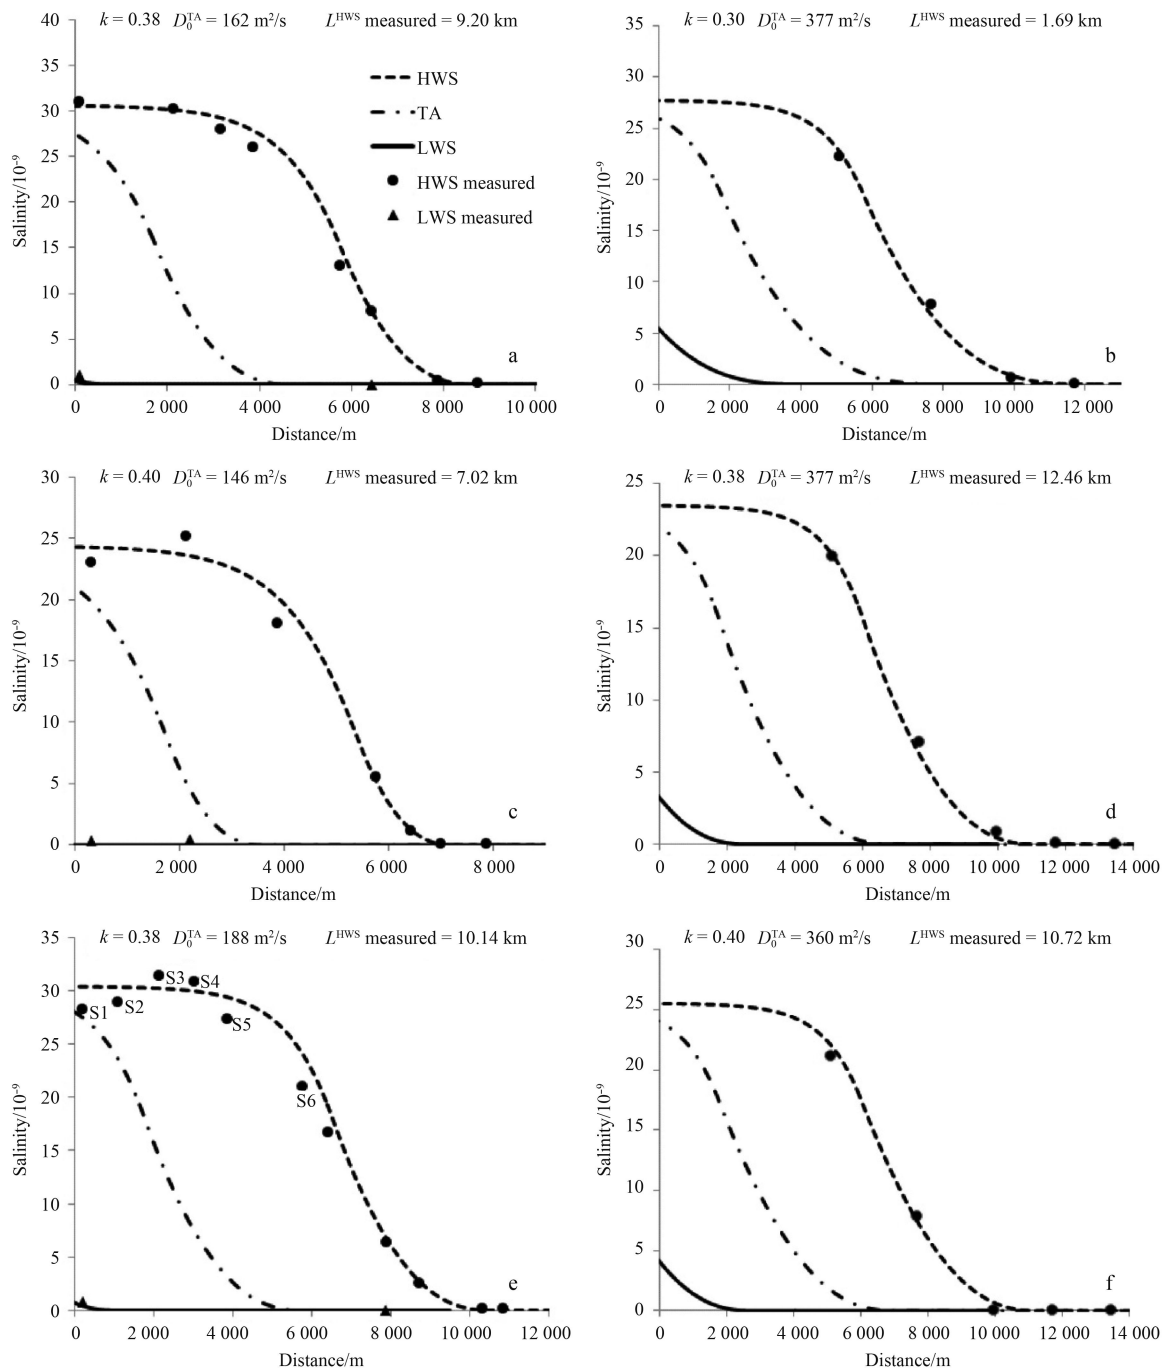 k = 0.38 D₀ᵀᴬ = 162 m²/s Lᴴᵂˢ measured = 9.20 km
40
35
30
25
20
15
10
5
0
Salinity/10⁻⁹
HWS
TA
LWS
HWS measured
LWS measured
a
0 2 000 4 000 6 000 8 000 10 000
Distance/m
k = 0.30 D₀ᵀᴬ = 377 m²/s Lᴴᵂˢ measured = 1.69 km
35
30
25
20
15
10
5
0
Salinity/10⁻⁹
b
0 2 000 4 000 6 000 8 000 10 000 12 000
Distance/m
k = 0.40 D₀ᵀᴬ = 146 m²/s Lᴴᵂˢ measured = 7.02 km
30
25
20
15
10
5
0
Salinity/10⁻⁹
c
0 2 000 4 000 6 000 8 000
Distance/m
k = 0.38 D₀ᵀᴬ = 377 m²/s Lᴴᵂˢ measured = 12.46 km
25
20
15
10
5
0
Salinity/10⁻⁹
d
0 2 000 4 000 6 000 8 000 10 000 12 000 14 000
Distance/m
k = 0.38 D₀ᵀᴬ = 188 m²/s Lᴴᵂˢ measured = 10.14 km
35
30
25
20
15
10
5
0
Salinity/10⁻⁹
S1
S2
S3
S4
S5
S6
e
0 2 000 4 000 6 000 8 000 10 000 12 000
Distance/m
k = 0.40 D₀ᵀᴬ = 360 m²/s Lᴴᵂˢ measured = 10.72 km
30
25
20
15
10
5
0
Salinity/10⁻⁹
f
0 2 000 4 000 6 000 8 000 10 000 12 000 14 000
Distance/m